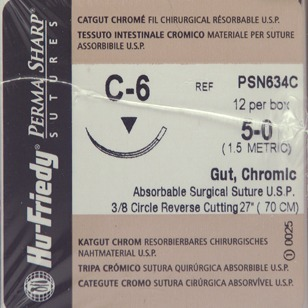 CATGUT CHROMÉ FIL CHIRURGICAL RÉSORBABLE U.S.P.
TESSUTO INTESTINALE CROMICO MATERIALE PER SUTURE
ASSORBIBILE U.S.P.
C-6
REF PSN634C
12 per box
5-0
(1.5 METRIC)
Gut, Chromic
Absorbable Surgical Suture U.S.P.
3/8 Circle Reverse Cutting 27" (70 CM)
0025
KATGUT CHROM RESORBIERBARES CHIRURGISCHES
NAHTMATERIAL U.S.P.
TRIPA CRÓMICO SUTURA QUIRÚRGICA ABSORBIBLE U.S.P.
CATEGUTE CROMO SUTURA CIRÚRGICA ABSORVÍVEL U.S.P.
Hu-Friedy PERMA SHARP®
SUTURES